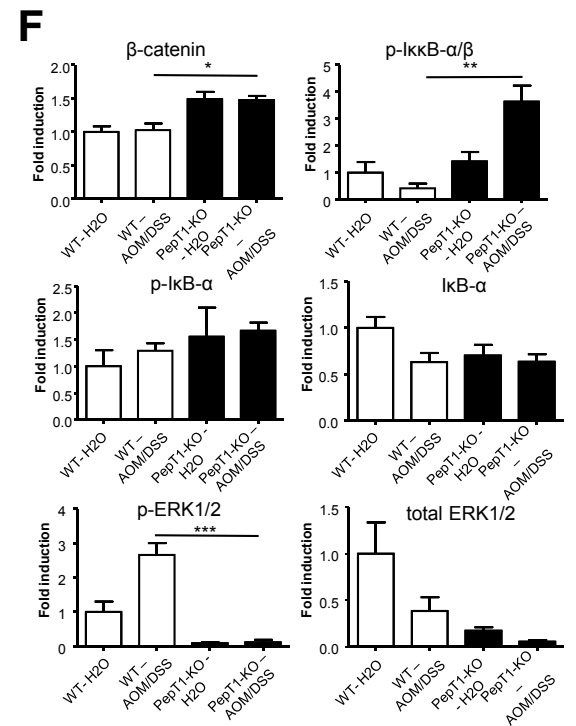 F
β-catenin
Fold induction
2.0
1.5
1.0
0.5
0.0
*
WT- H2O
WT –
AOM/DSS
PepT1-KO
- H2O
PepT1-KO
–
AOM/DSS
p-IκκB-α/β
Fold induction
5
4
3
2
1
0
**
WT- H2O
WT –
AOM/DSS
PepT1-KO
- H2O
PepT1-KO –
AOM/DSS
p-IκB-α
Fold induction
2.5
2.0
1.5
1.0
0.5
0.0
WT- H2O
WT –
AOM/DSS
PepT1-KO -
H2O
PepT1-KO –
AOM/DSS
IκB-α
Fold induction
1.5
1.0
0.5
0.0
WT- H2O
WT –
AOM/DSS
PepT1-KO -
H2O
PepT1-KO
–
AOM/DSS
p-ERK1/2
Fold induction
4
3
2
1
0
***
WT- H2O
WT –
AOM/DSS
PepT1-KO -
H2O
PepT1-KO –
AOM/DSS
total ERK1/2
Fold induction
1.5
1.0
0.5
0.0
WT- H2O
WT –
AOM/DSS
PepT1-KO
- H2O
PepT1-KO
–
AOM/DSS